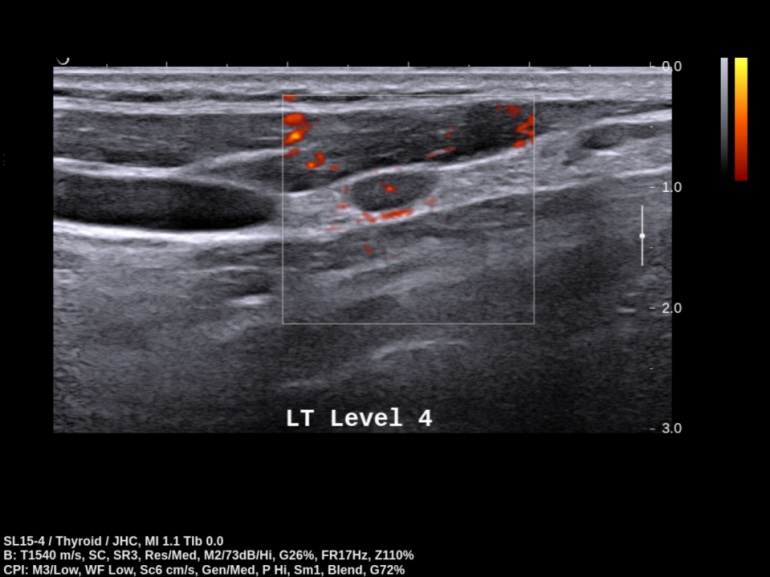 0.0
1.0
2.0
3.0
LT Level 4
SL15-4 / Thyroid / JHC, MI 1.1 TIb 0.0
B: T1540 m/s, SC, SR3, Res/Med, M2/73dB/Hi, G26%, FR17Hz, Z110%
CPI: M3/Low, WF Low, Sc6 cm/s, Gen/Med, P Hi, Sm1, Blend, G72%